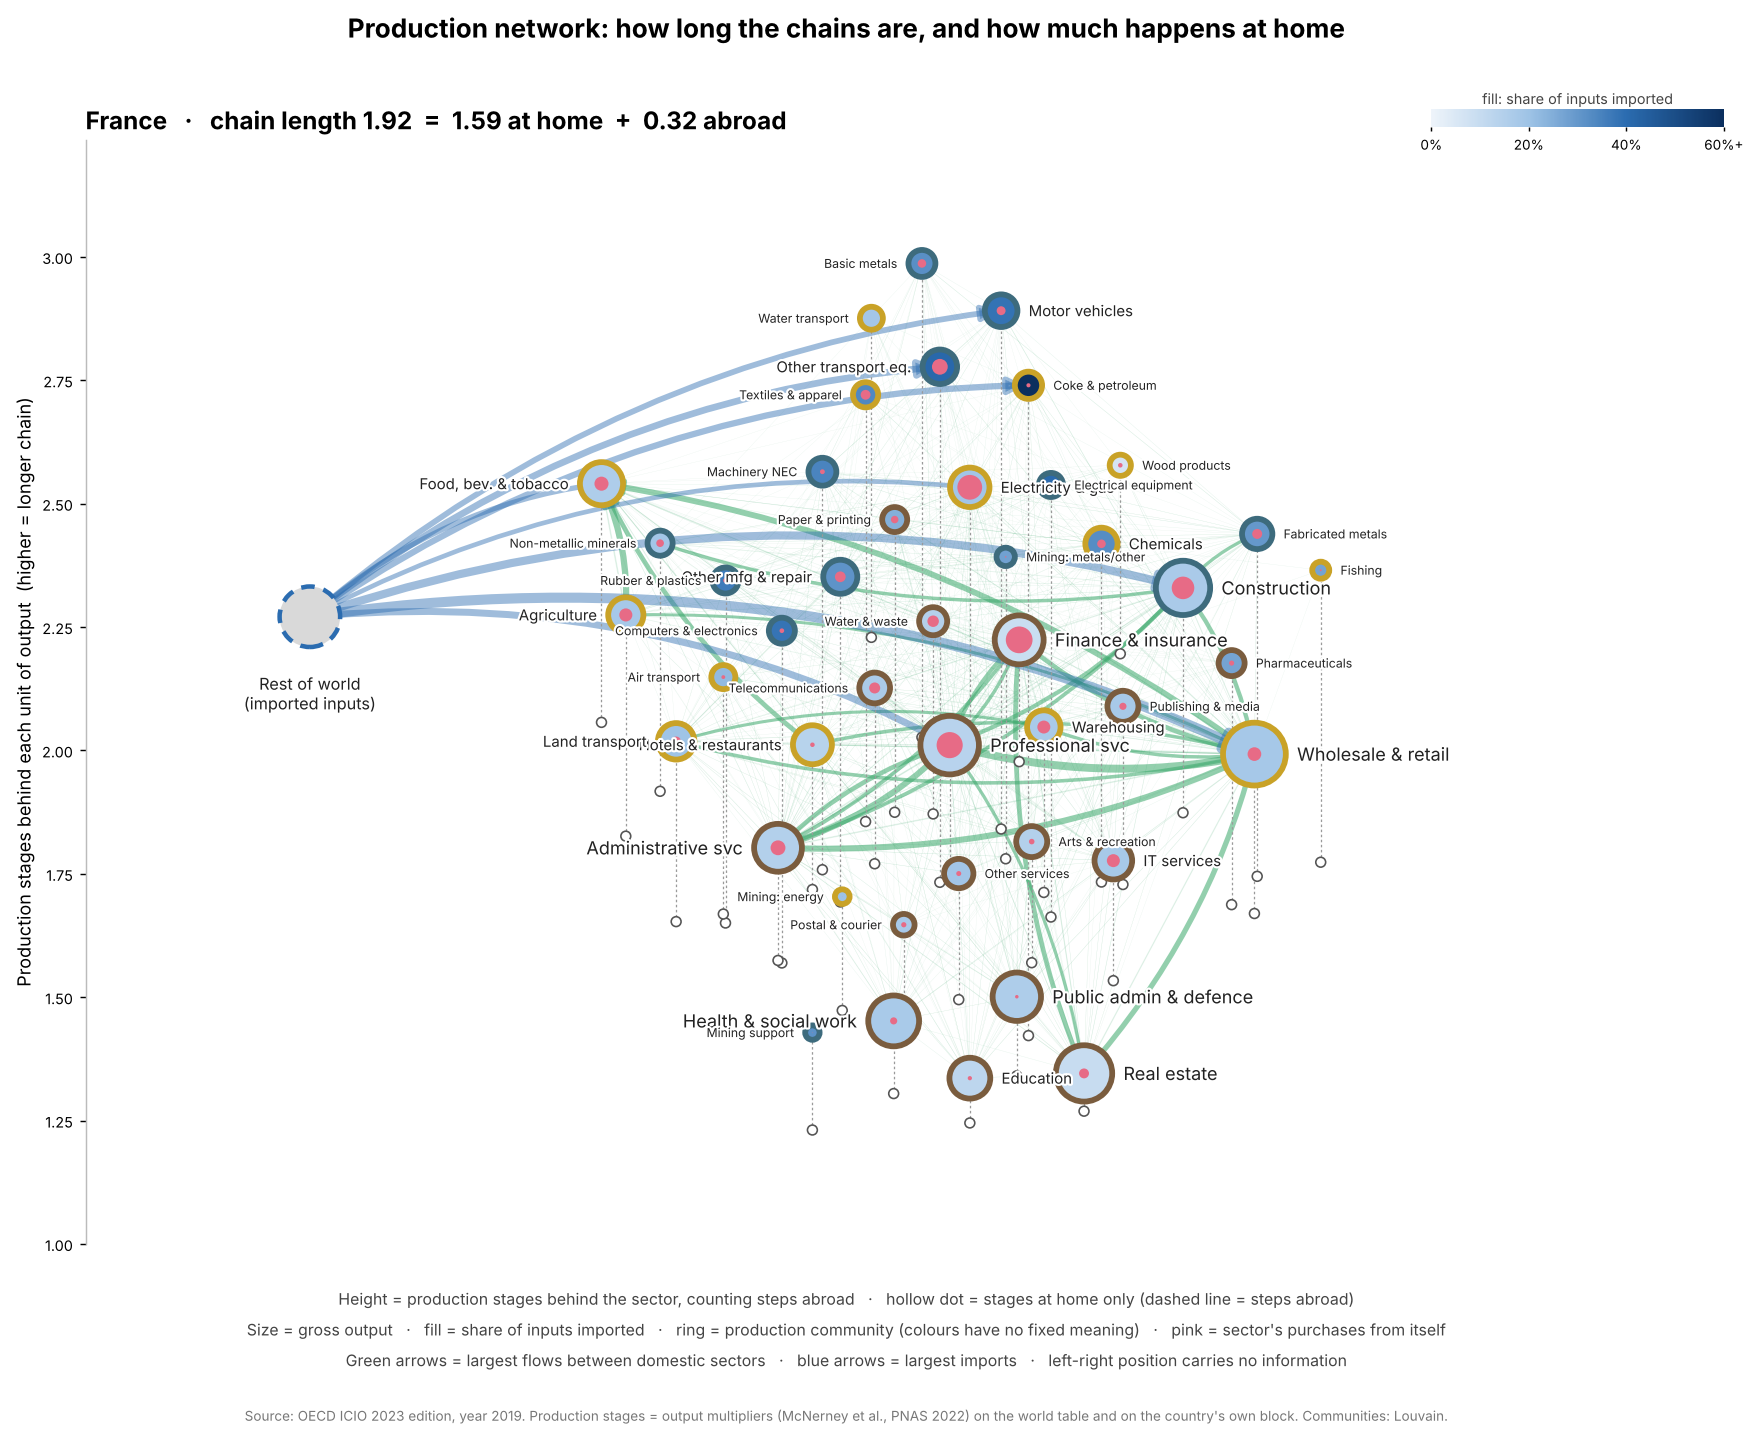 Production network: how long the chains are, and how much happens at home
France · chain length 1.92 = 1.59 at home + 0.32 abroad
fill: share of inputs imported
0% 20% 40% 60%+
Production stages behind each unit of output (higher = longer chain)
3.00
2.75
2.50
2.25
2.00
1.75
1.50
1.25
1.00
Basic metals
Motor vehicles
Water transport
Other transport eq.
Coke & petroleum
Textiles & apparel
Wood products
Machinery NEC
Food, bev. & tobacco
Electricity & gas
Electrical equipment
Paper & printing
Fabricated metals
Non-metallic minerals
Chemicals
Mining: metals/other
Fishing
Rubber & plastics
Other mfg & repair
Construction
Agriculture
Water & waste
Computers & electronics
Finance & insurance
Pharmaceuticals
Air transport
Telecommunications
Rest of world
(imported inputs)
Publishing & media
Warehousing
Land transport
Hotels & restaurants
Professional svc
Wholesale & retail
Administrative svc
Arts & recreation
IT services
Other services
Mining: energy
Postal & courier
Public admin & defence
Health & social work
Mining support
Education
Real estate
Height = production stages behind the sector, counting steps abroad · hollow dot = stages at home only (dashed line = steps abroad)
Size = gross output · fill = share of inputs imported · ring = production community (colours have no fixed meaning) · pink = sector's purchases from itself
Green arrows = largest flows between domestic sectors · blue arrows = largest imports · left-right position carries no information
Source: OECD ICIO 2023 edition, year 2019. Production stages = output multipliers (McNerney et al., PNAS 2022) on the world table and on the country's own block. Communities: Louvain.